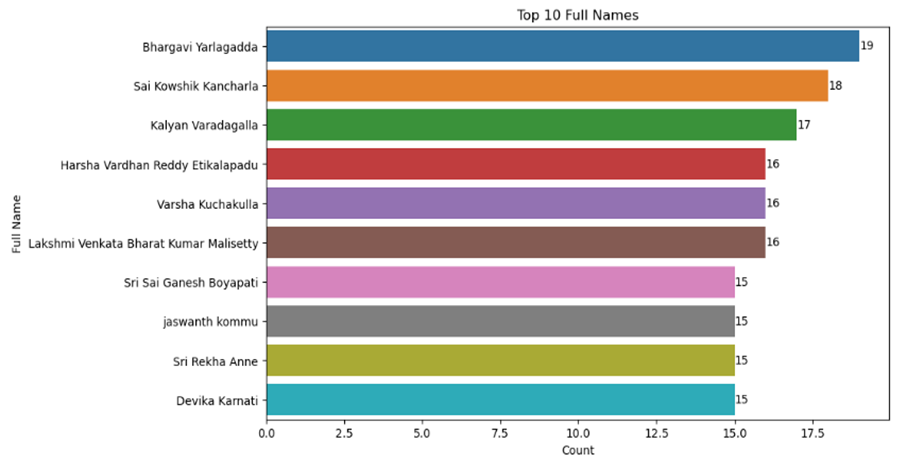 Top 10 Full Names
Full Name
Bhargavi Yarlagadda 19
Sai Kowshik Kancharla 18
Kalyan Varadagalla 17
Harsha Vardhan Reddy Etikalapadu 16
Varsha Kuchakulla 16
Lakshmi Venkata Bharat Kumar Malisetty 16
Sri Sai Ganesh Boyapati 15
jaswanth kommu 15
Sri Rekha Anne 15
Devika Karnati 15
0.0 2.5 5.0 7.5 10.0 12.5 15.0 17.5
Count